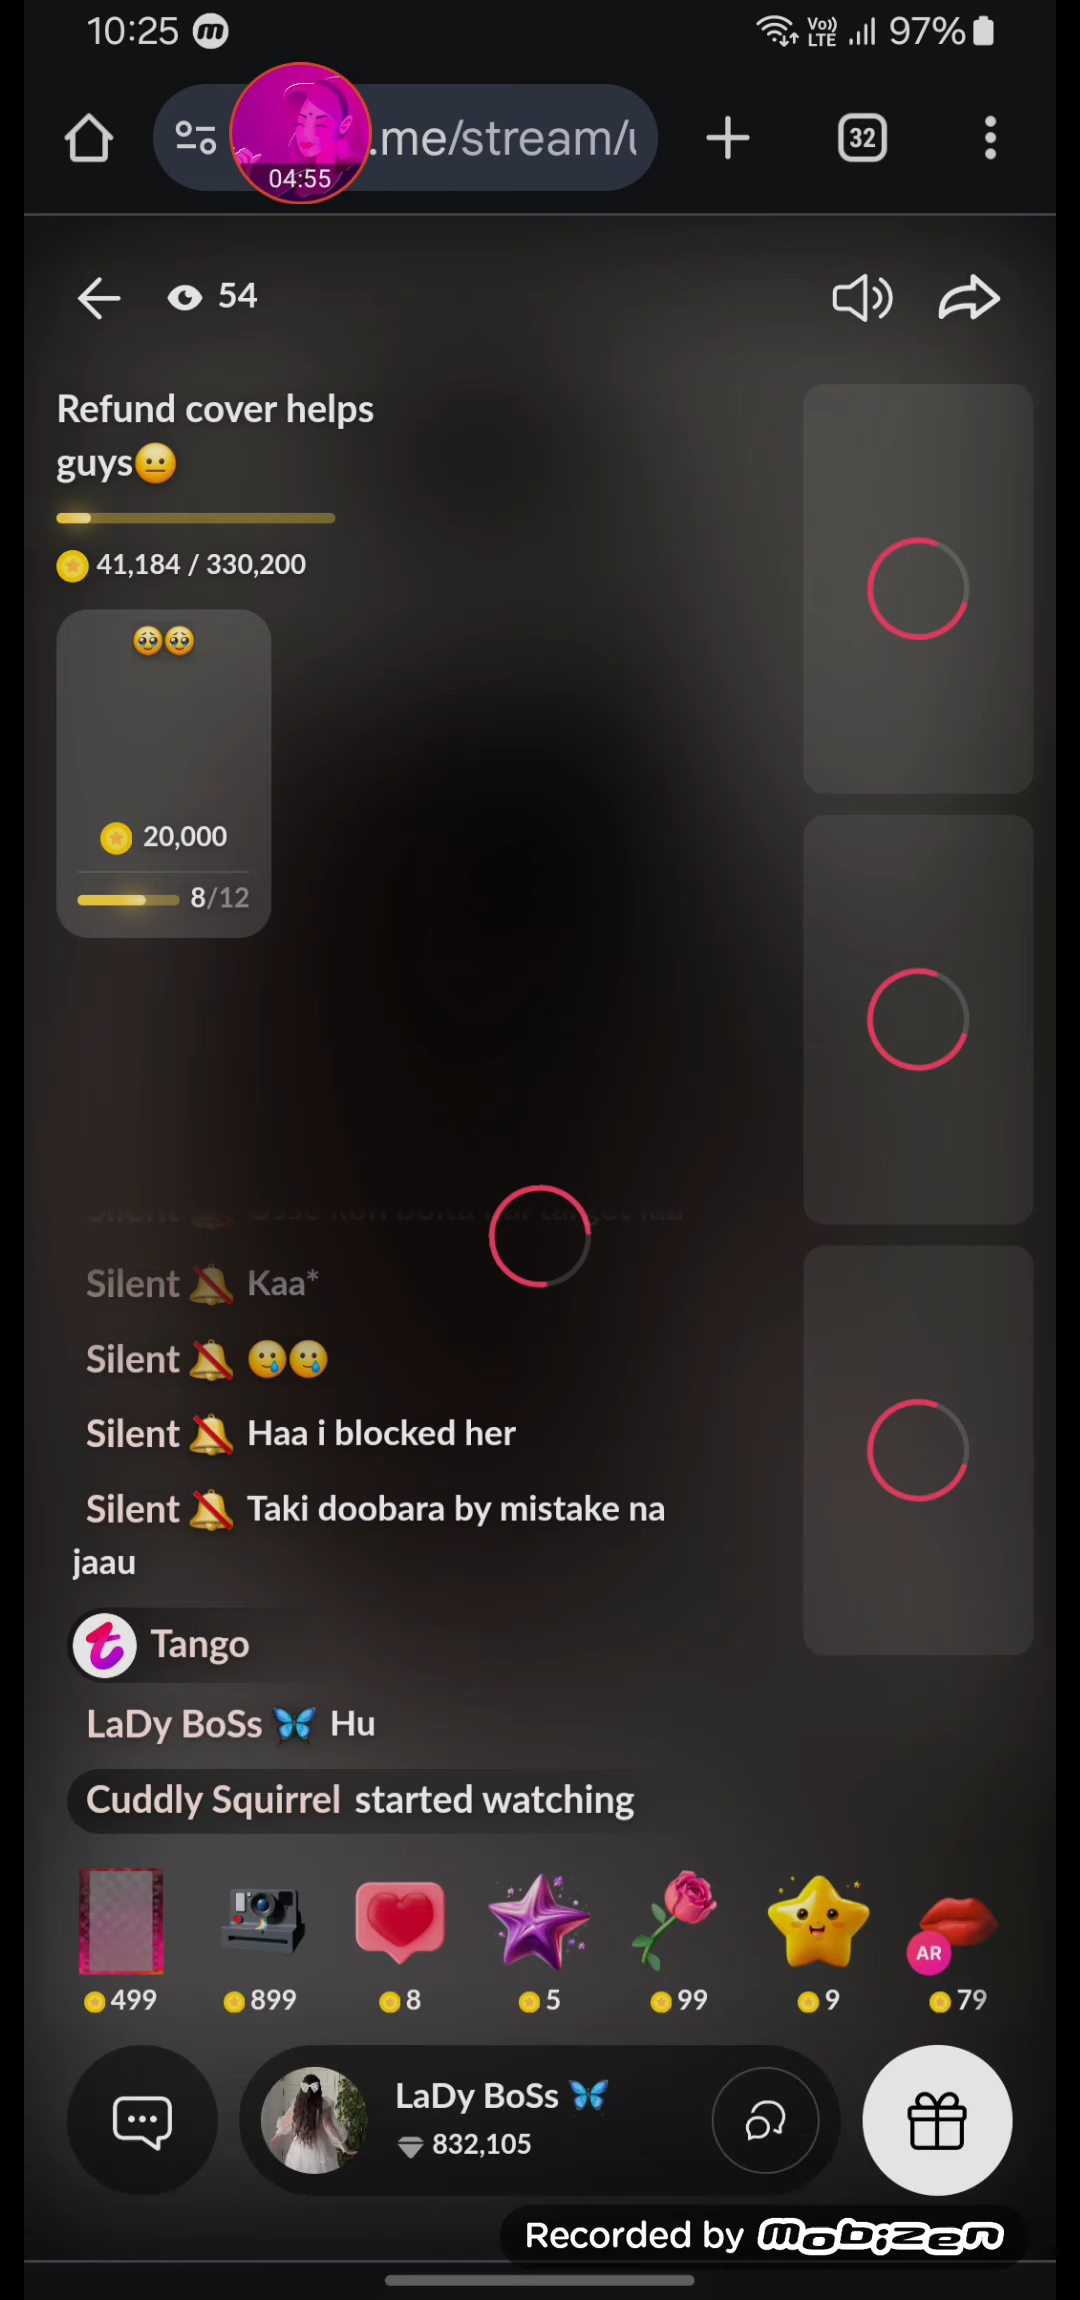 10:25
Vo)) LTE
97%
04:55
.me/stream/
32
54
Refund cover helps
guys😐
41,184 / 330,200
🥹🥹
20,000
8/12
Silent 🔕 Kaa*
Silent 🔕 🥲🥲
Silent 🔕 Haa i blocked her
Silent 🔕 Taki doobara by mistake na
jaau
Tango
LaDy BoSs 🦋 Hu
Cuddly Squirrel started watching
AR
499 899 8 5 99 9 79
LaDy BoSs 🦋
832,105
Recorded by mobizen